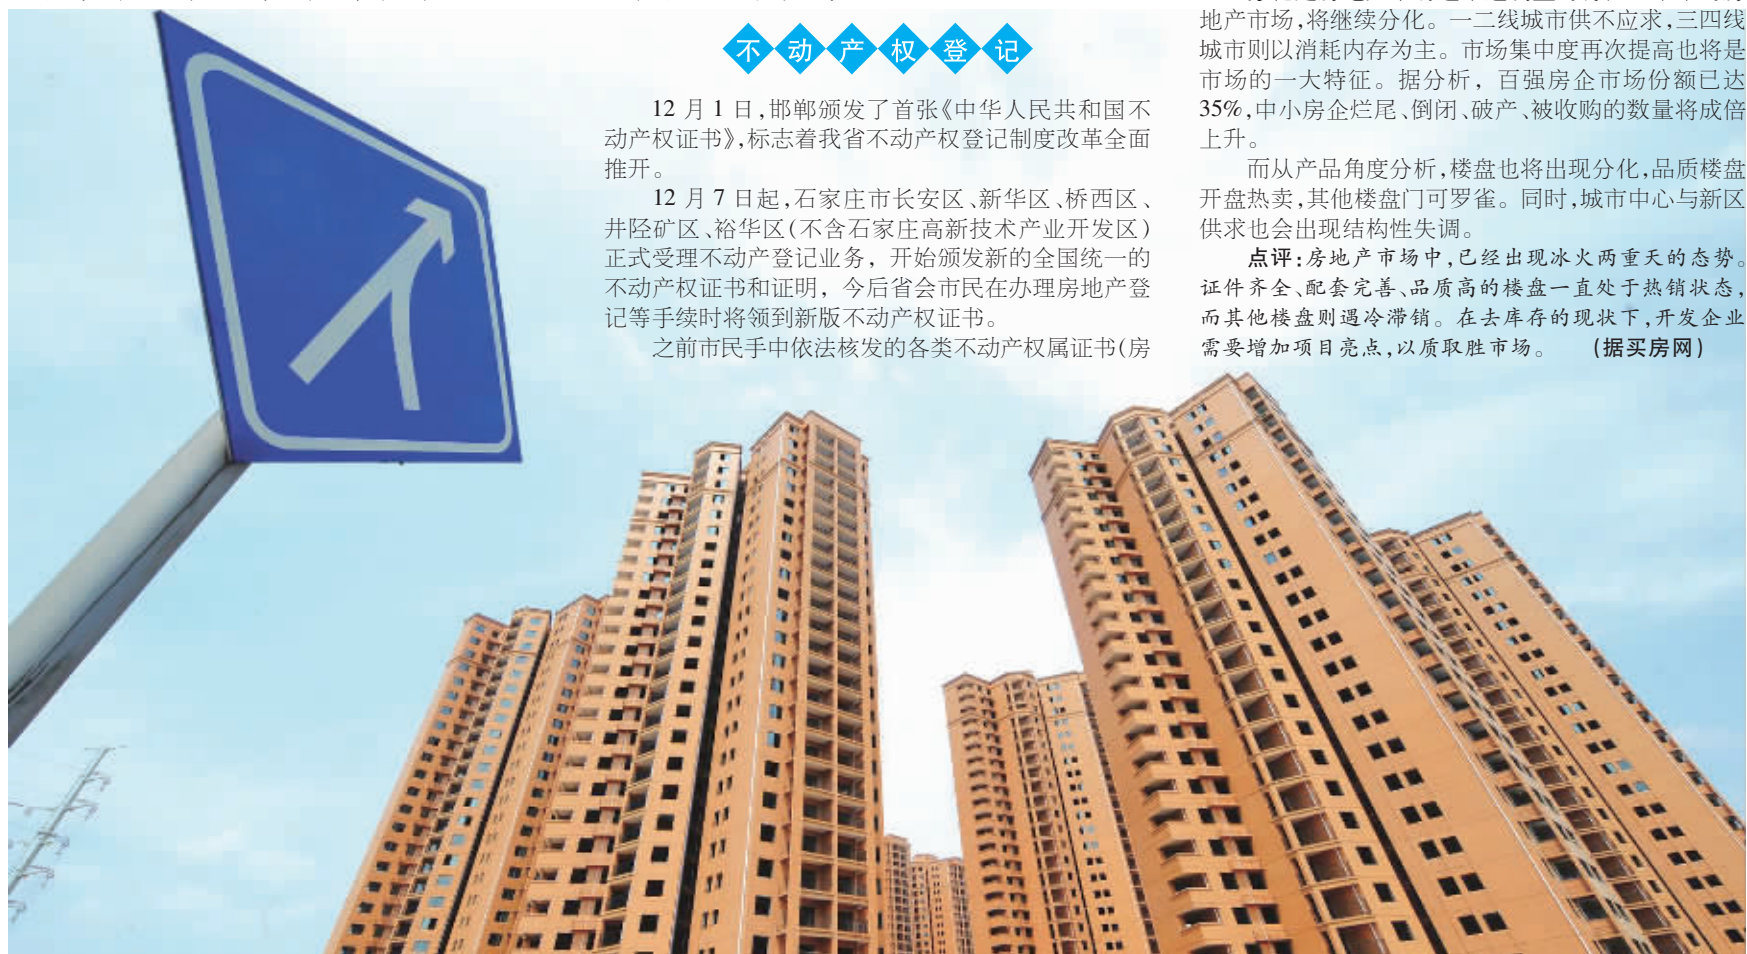 不动产权登记
12 月 1 日,邯郸颁发了首张《中华人民共和国不
动产权证书》,标志着我省不动产权登记制度改革全面
推开。
12 月 7 日起,石家庄市长安区、新华区、桥西区、
井陉矿区、裕华区(不含石家庄高新技术产业开发区)
正式受理不动产登记业务，开始颁发新的全国统一的
不动产权证书和证明，今后省会市民在办理房地产登
记等手续时将领到新版不动产权证书。
之前市民手中依法核发的各类不动产权属证书(房
地产市场,将继续分化。一二线城市供不应求,三四线
城市则以消耗内存为主。市场集中度再次提高也将是
市场的一大特征。据分析，百强房企市场份额已达
35%,中小房企烂尾、倒闭、破产、被收购的数量将成倍
上升。
而从产品角度分析,楼盘也将出现分化,品质楼盘
开盘热卖,其他楼盘门可罗雀。同时,城市中心与新区
供求也会出现结构性失调。
点评:房地产市场中,已经出现冰火两重天的态势。
证件齐全、配套完善、品质高的楼盘一直处于热销状态,
而其他楼盘则遇冷滞销。在去库存的现状下,开发企业
需要增加项目亮点,以质取胜市场。 (据买房网)